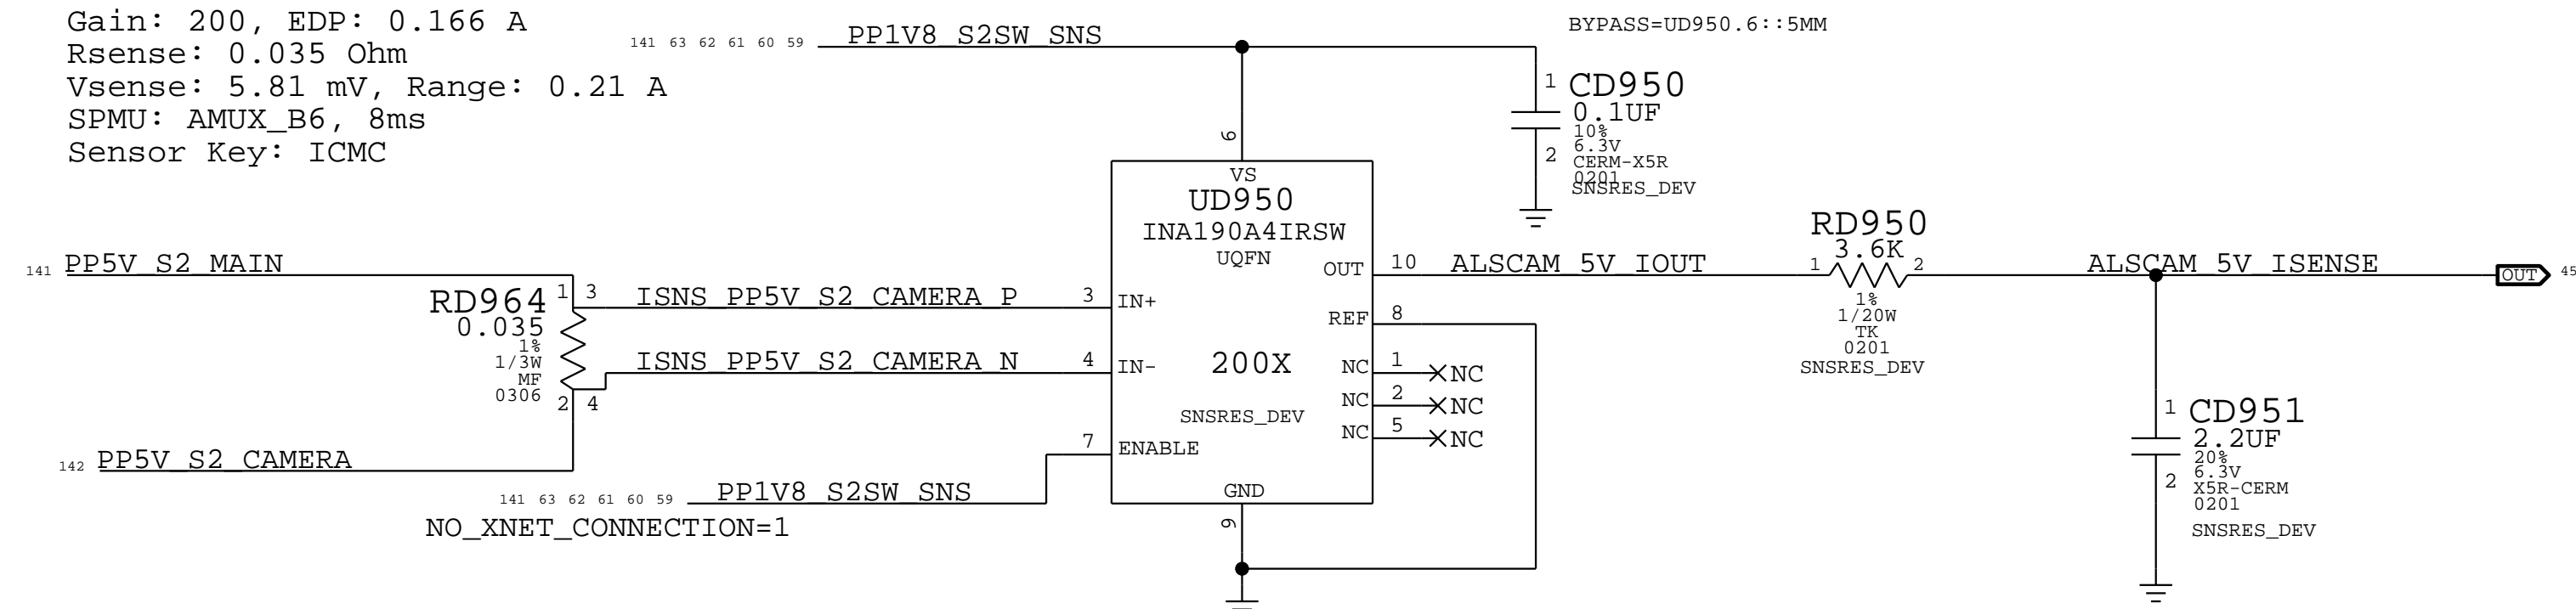 Gain: 200, EDP: 0.166 A
Rsense: 0.035 Ohm
Vsense: 5.81 mV, Range: 0.21 A
SPMU: AMUX_B6, 8ms
Sensor Key: ICMC
141 63 62 61 60 59 PP1V8_S2SW_SNS
BYPASS=UD950.6::5MM
1 CD950
0.1UF
10%
6.3V
2 CERM-X5R
0201
SNSRES_DEV
6
VS
UD950
INA190A4IRSW
UQFN
200X
SNSRES_DEV
141 PP5V_S2_MAIN
RD964 1 3
0.035
1%
1/3W
MF
0306
2 4
ISNS_PP5V_S2_CAMERA_P 3 IN+
ISNS_PP5V_S2_CAMERA_N 4 IN-
7 ENABLE
142 PP5V_S2_CAMERA
141 63 62 61 60 59 PP1V8_S2SW_SNS
NO_XNET_CONNECTION=1
GND
9
OUT 10 ALSCAM_5V_IOUT
REF 8
NC 1 NC
NC 2 NC
NC 5 NC
RD950
3.6K
1 2
1%
1/20W
TK
0201
SNSRES_DEV
ALSCAM_5V_ISENSE OUT 45
1 CD951
2.2UF
20%
6.3V
2 X5R-CERM
0201
SNSRES_DEV